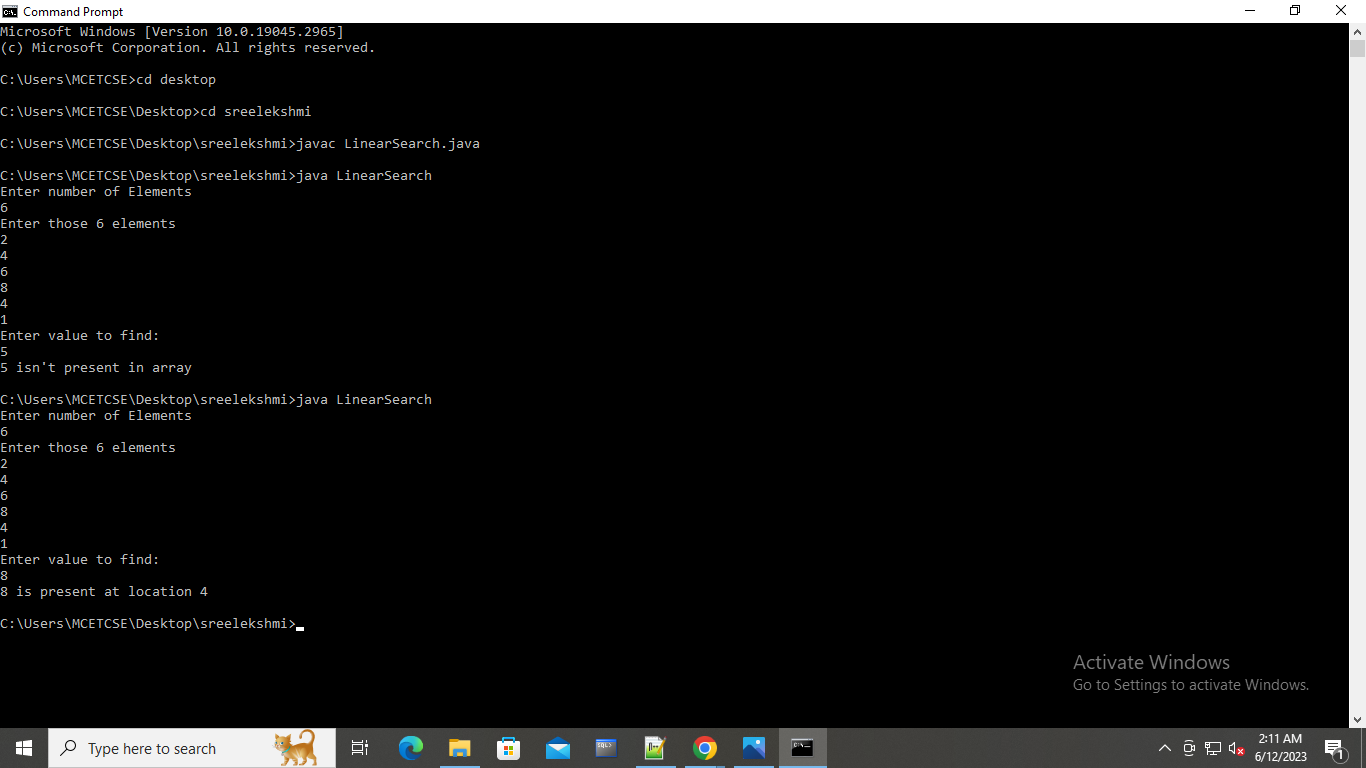 Command Prompt
Microsoft Windows [Version 10.0.19045.2965]
(c) Microsoft Corporation. All rights reserved.
C:\Users\MCETCSE>cd desktop
C:\Users\MCETCSE\Desktop>cd sreelekshmi
C:\Users\MCETCSE\Desktop\sreelekshmi>javac LinearSearch.java
C:\Users\MCETCSE\Desktop\sreelekshmi>java LinearSearch
Enter number of Elements
6
Enter those 6 elements
2
4
6
8
4
1
Enter value to find:
5
5 isn't present in array
C:\Users\MCETCSE\Desktop\sreelekshmi>java LinearSearch
Enter number of Elements
6
Enter those 6 elements
2
4
6
8
4
1
Enter value to find:
8
8 is present at location 4
C:\Users\MCETCSE\Desktop\sreelekshmi>
Activate Windows
Go to Settings to activate Windows.
Type here to search
2:11 AM
6/12/2023
1